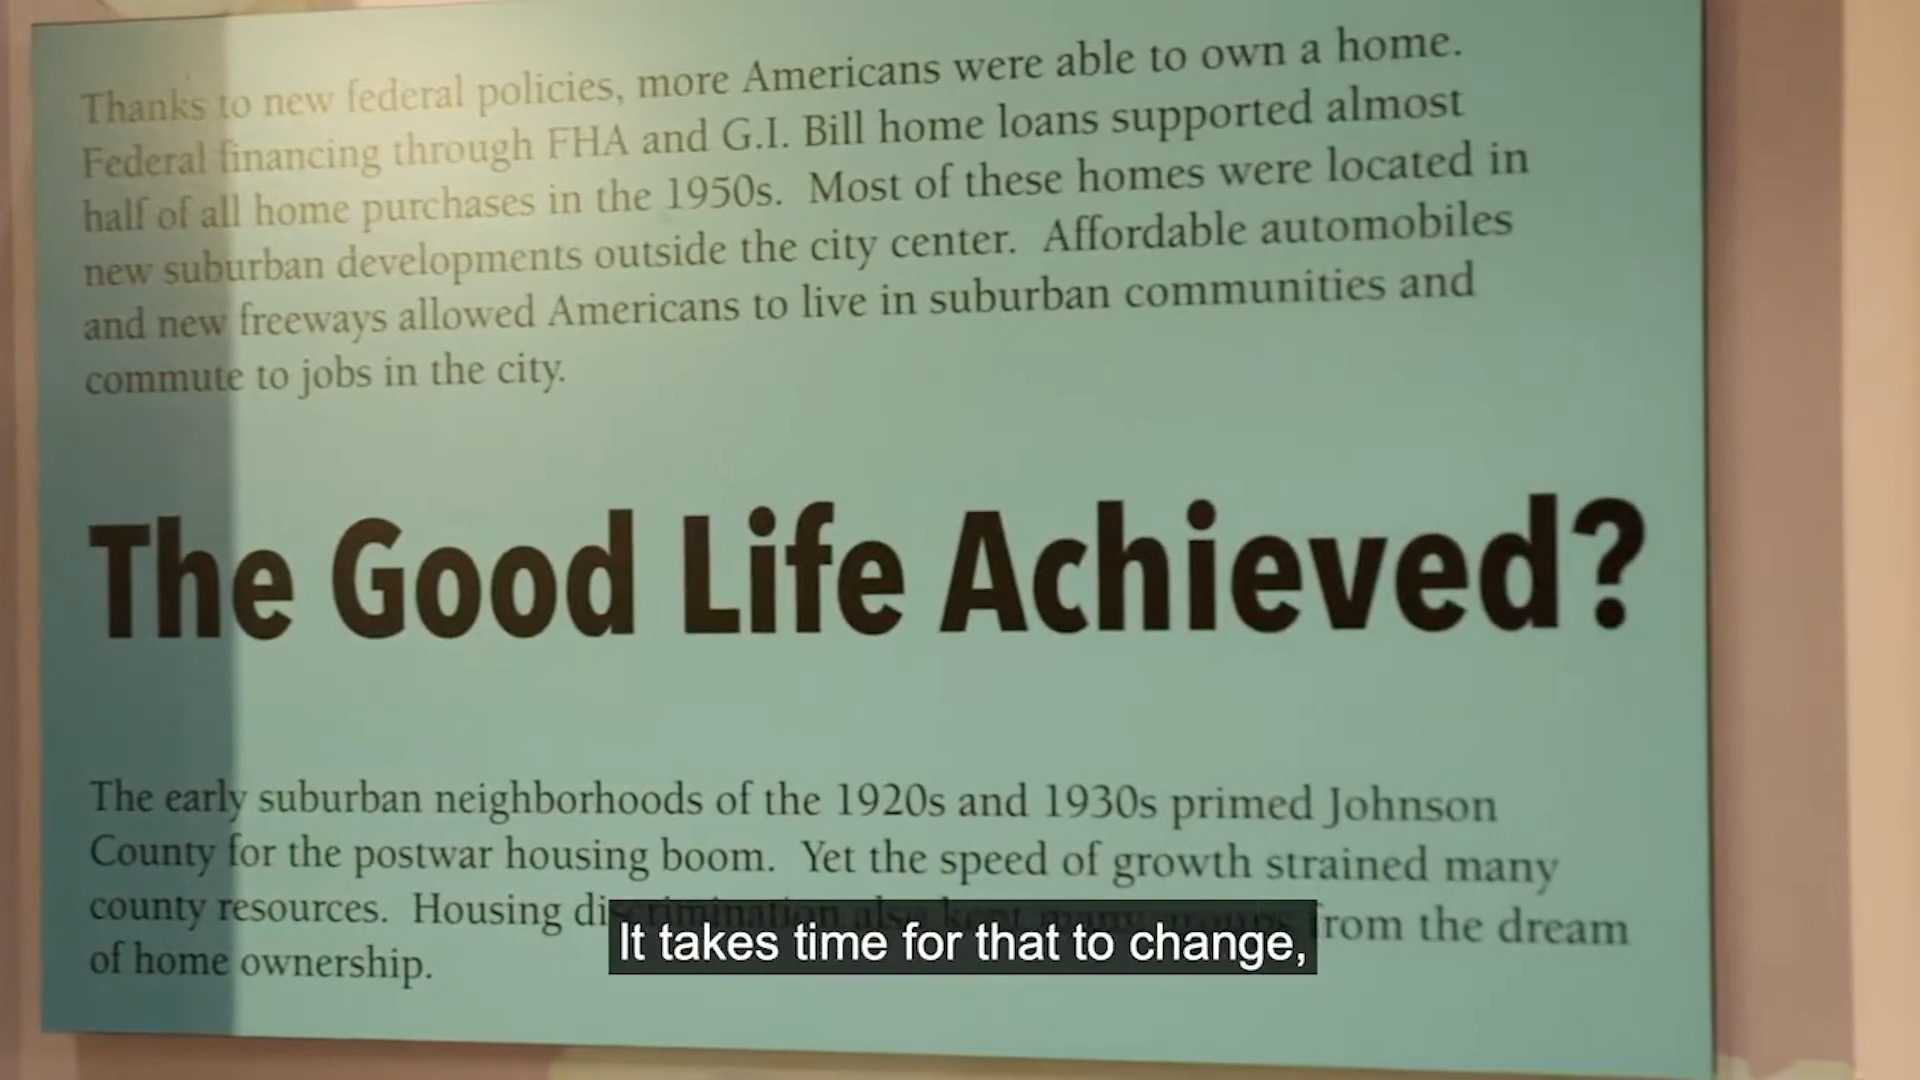 Thanks to new federal policies, more Americans were able to own a home.
Federal financing through FHA and G.I. Bill home loans supported almost
half of all home purchases in the 1950s. Most of these homes were located in
new suburban developments outside the city center. Affordable automobiles
and new freeways allowed Americans to live in suburban communities and
commute to jobs in the city.
The Good Life Achieved?
The early suburban neighborhoods of the 1920s and 1930s primed Johnson
County for the postwar housing boom. Yet the speed of growth strained many
county resources. Housing discrimination also kept many groups from the dream
of home ownership.
It takes time for that to change,